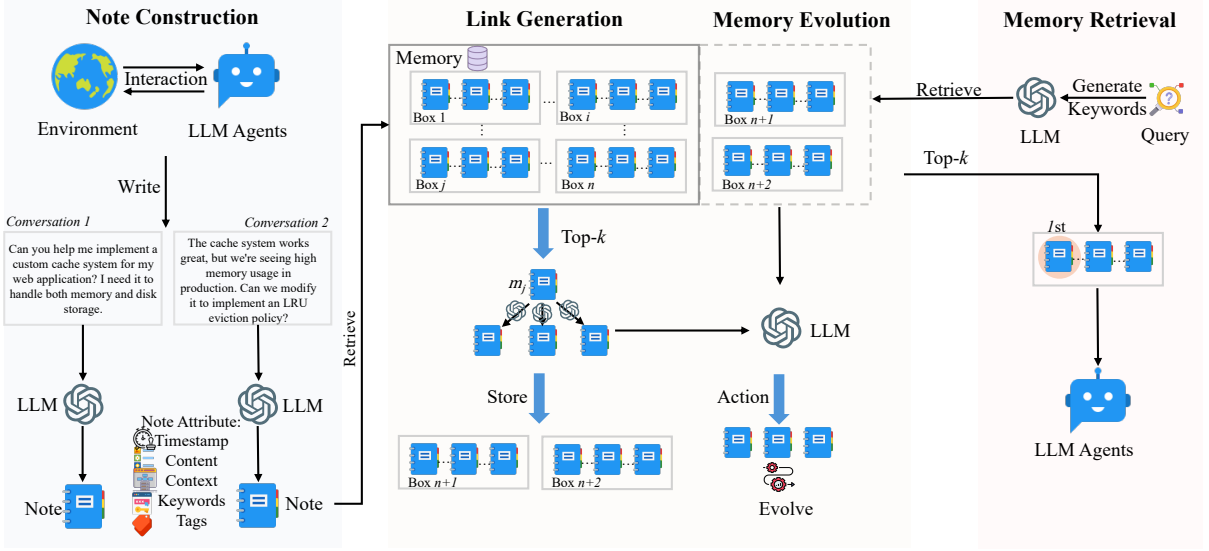 Note Construction
Interaction
Environment
LLM Agents
Write
Conversation 1
Can you help me implement a
custom cache system for my
web application? I need it to
handle both memory and disk
storage.
Conversation 2
The cache system works
great, but we're seeing high
memory usage in
production. Can we modify
it to implement an LRU
eviction policy?
LLM
LLM
Note Attribute:
Timestamp
Content
Context
Keywords
Tags
Note
Note
Retrieve
Link Generation
Memory Evolution
Memory
Box 1
...
Box i
Box j
...
Box n
Box n+1
Box n+2
Top-k
mj
Store
Box n+1
Box n+2
LLM
Action
Evolve
Memory Retrieval
Retrieve
LLM
Generate
Keywords
Query
Top-k
1st
LLM Agents